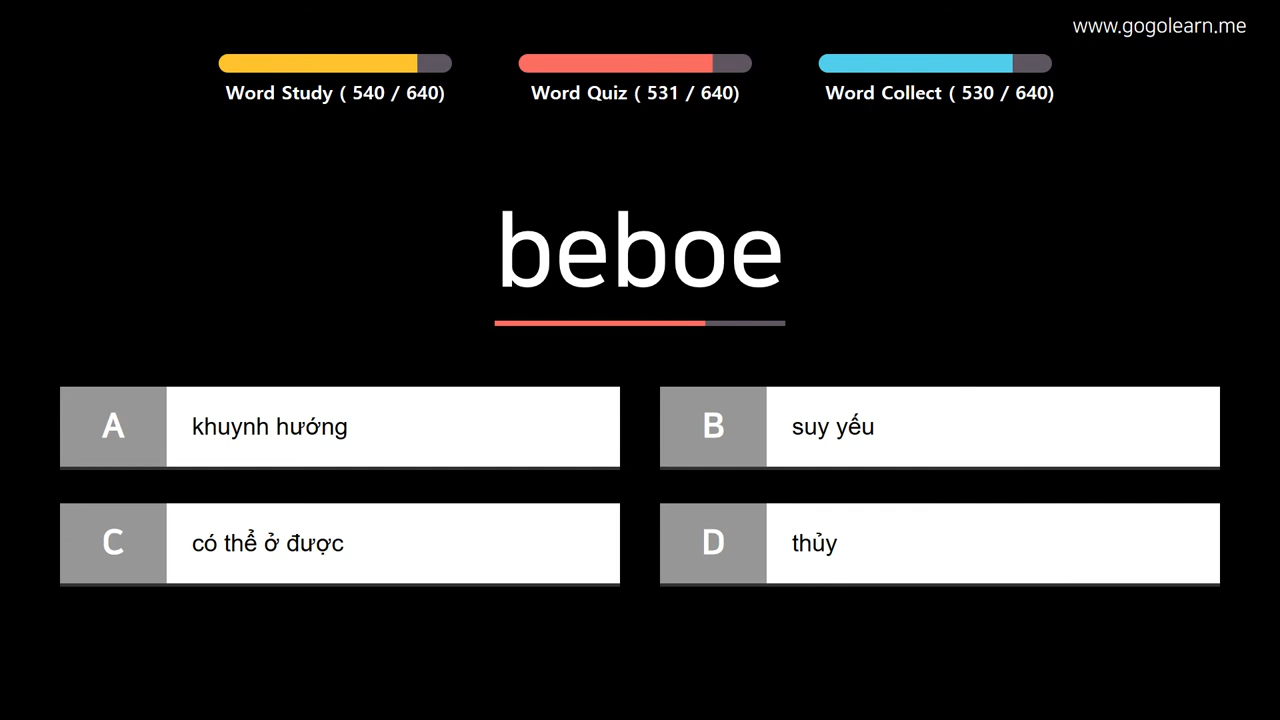 www.gogolearn.me
Word Study ( 540 / 640)
Word Quiz ( 531 / 640)
Word Collect ( 530 / 640)
beboe
A khuynh hướng
B suy yếu
C có thể ở được
D thủy